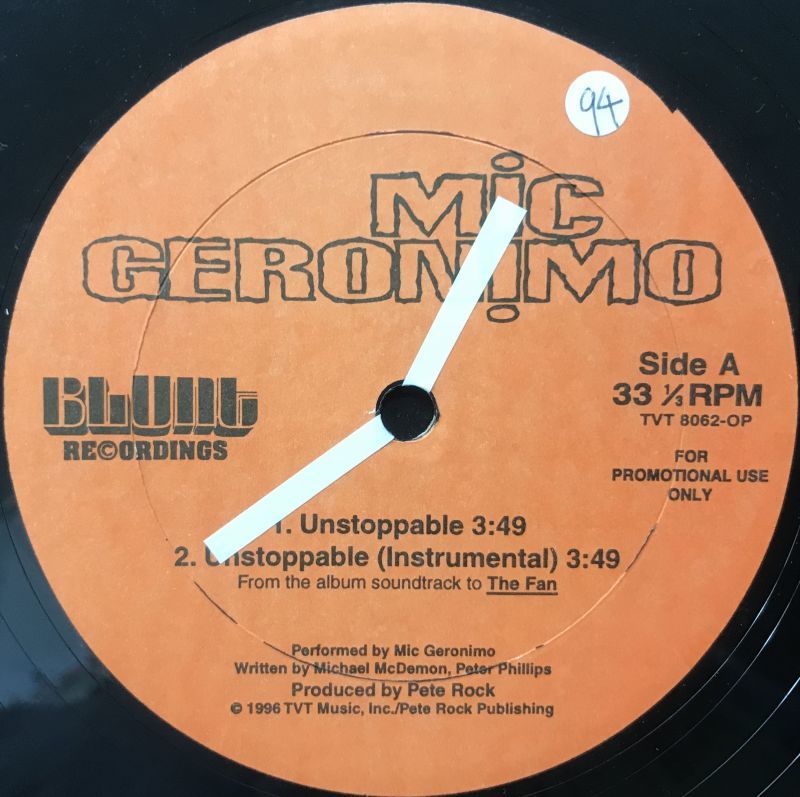 94
MIC
GERONIMO
BLUNT
RECORDINGS
Side A
33 ⅓ RPM
TVT 8062-OP
FOR
PROMOTIONAL USE
ONLY
1. Unstoppable 3:49
2. Unstoppable (Instrumental) 3:49
From the album soundtrack to The Fan
Performed by Mic Geronimo
Written by Michael McDemon, Peter Phillips
Produced by Pete Rock
© 1996 TVT Music, Inc./Pete Rock Publishing